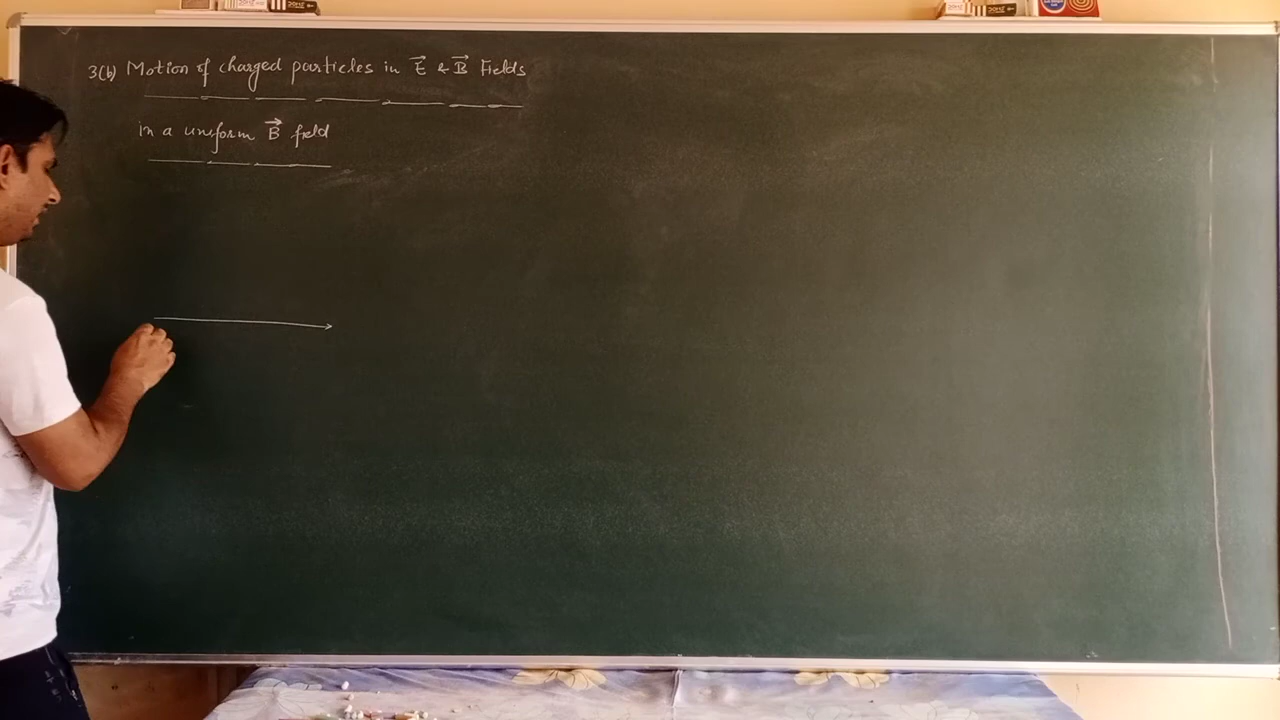 3(b) Motion of charged particles in E⃗ & B⃗ Fields
in a uniform B⃗ field